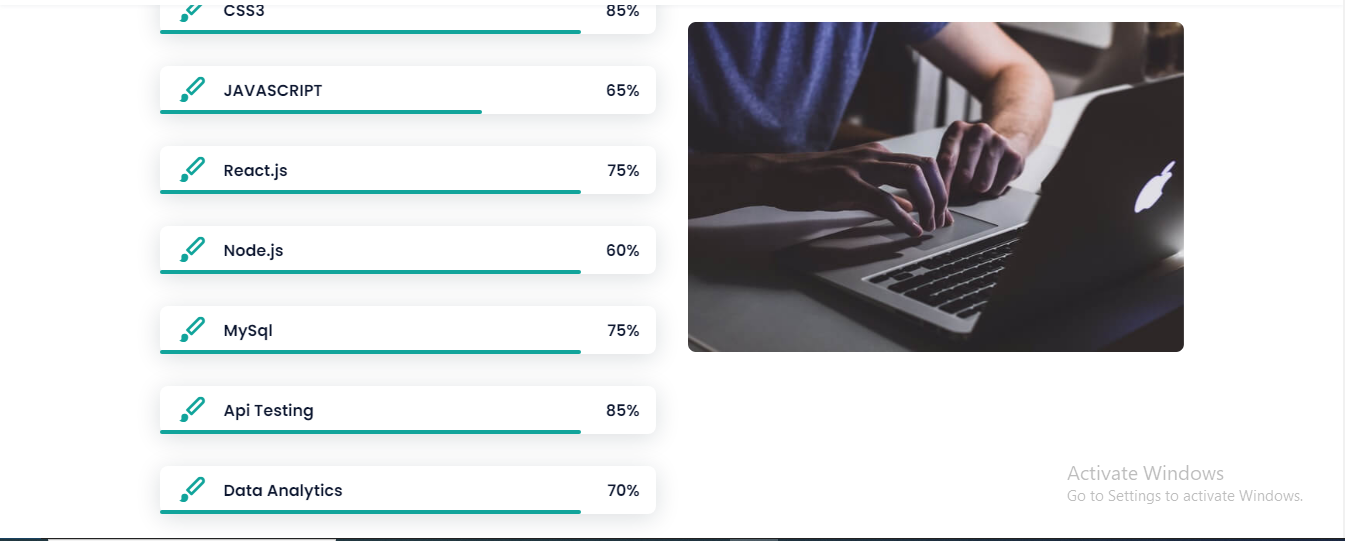 CSS3 85%
JAVASCRIPT 65%
React.js 75%
Node.js 60%
MySql 75%
Api Testing 85%
Data Analytics 70%
Activate Windows
Go to Settings to activate Windows.